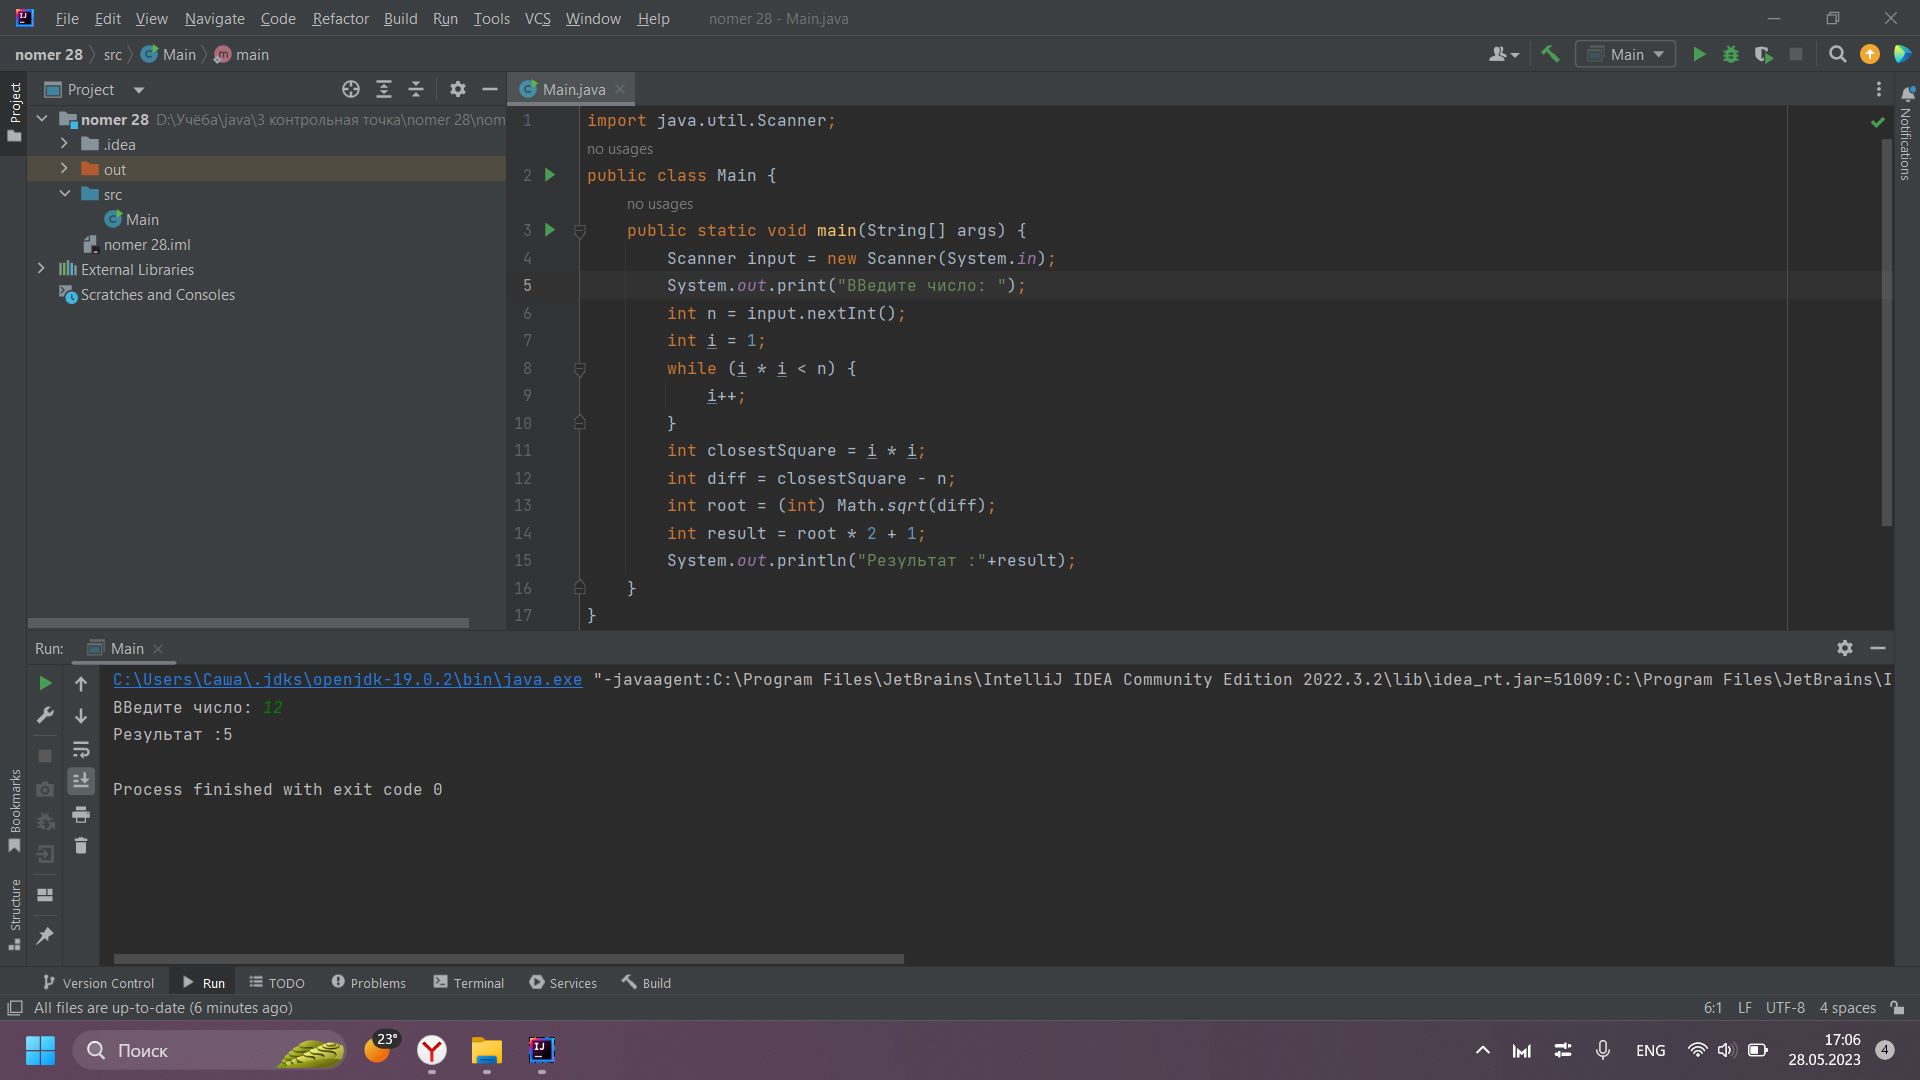 File Edit View Navigate Code Refactor Build Run Tools VCS Window Help nomer 28 - Main.java
nomer 28 src Main main
Main
Project
Main.java
Project
nomer 28 D:\Учёба\java\3 контрольная точка\nomer 28\nom
.idea
out
src
Main
nomer 28.iml
External Libraries
Scratches and Consoles
1 import java.util.Scanner;
no usages
2 public class Main {
no usages
3 public static void main(String[] args) {
4 Scanner input = new Scanner(System.in);
5 System.out.print("ВВедите число: ");
6 int n = input.nextInt();
7 int i = 1;
8 while (i * i < n) {
9 i++;
10 }
11 int closestSquare = i * i;
12 int diff = closestSquare - n;
13 int root = (int) Math.sqrt(diff);
14 int result = root * 2 + 1;
15 System.out.println("Результат :"+result);
16 }
17 }
Notifications
Run: Main
C:\Users\Саша\.jdks\openjdk-19.0.2\bin\java.exe "-javaagent:C:\Program Files\JetBrains\IntelliJ IDEA Community Edition 2022.3.2\lib\idea_rt.jar=51009:C:\Program Files\JetBrains\I
ВВедите число: 12
Результат :5
Process finished with exit code 0
Bookmarks
Structure
Version Control Run TODO Problems Terminal Services Build
All files are up-to-date (6 minutes ago) 6:1 LF UTF-8 4 spaces
Поиск 23° ENG 17:06
28.05.2023 4